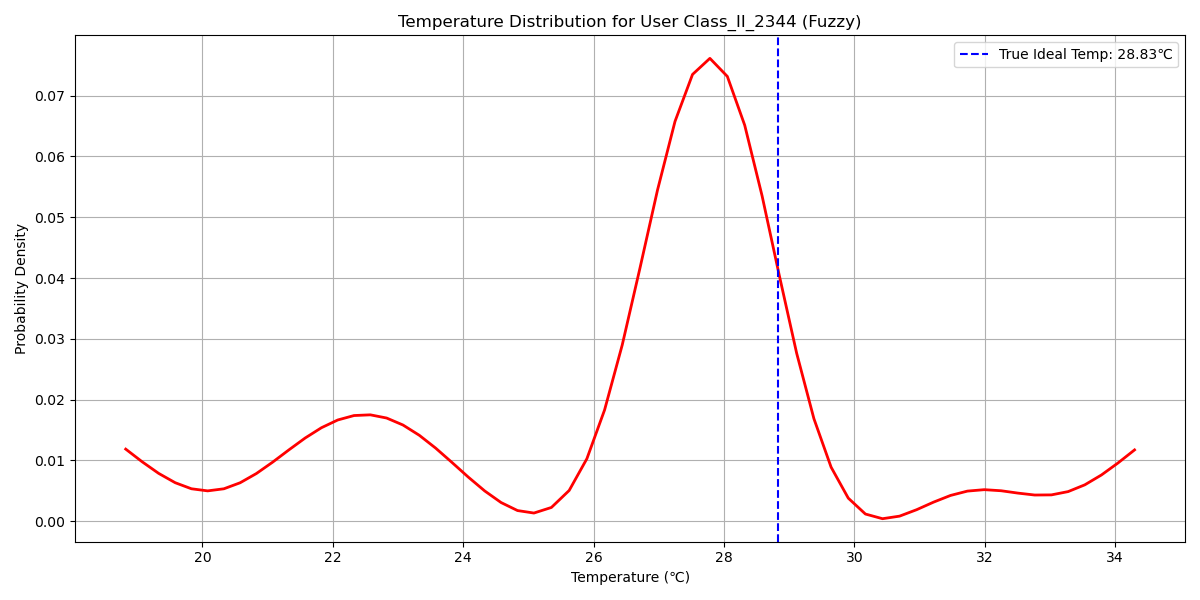 Temperature Distribution for User Class_II_2344 (Fuzzy)
True Ideal Temp: 28.83℃
Probability Density
0.07
0.06
0.05
0.04
0.03
0.02
0.01
0.00
20 22 24 26 28 30 32 34
Temperature (℃)